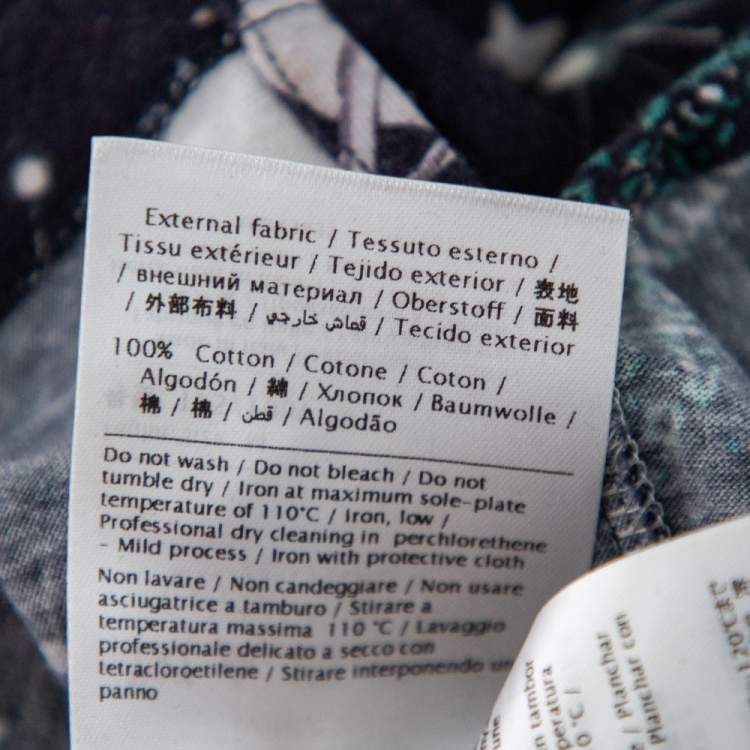 External fabric / Tessuto esterno /
Tissu extérieur / Tejido exterior / 表地
/ внешний материал / Oberstoff / 面料
/ 外部布料 / قماش خارجي / Tecido exterior
100% Cotton / Cotone / Coton /
Algodón / 綿 / Хлопок / Baumwolle /
棉 / 棉 / قطن / Algodão
Do not wash / Do not bleach / Do not
tumble dry / Iron at maximum sole-plate
temperature of 110°C / Iron, low /
Professional dry cleaning in perchlorethene
- Mild process / Iron with protective cloth
Non lavare / Non candeggiare / Non usare
asciugatrice a tamburo / Stirare a
temperatura massima 110 °C / Lavaggio
professionale delicato a secco con
tetracloroetilene / Stirare interponendo un
panno
tambor
/ Planchar
Planchar con